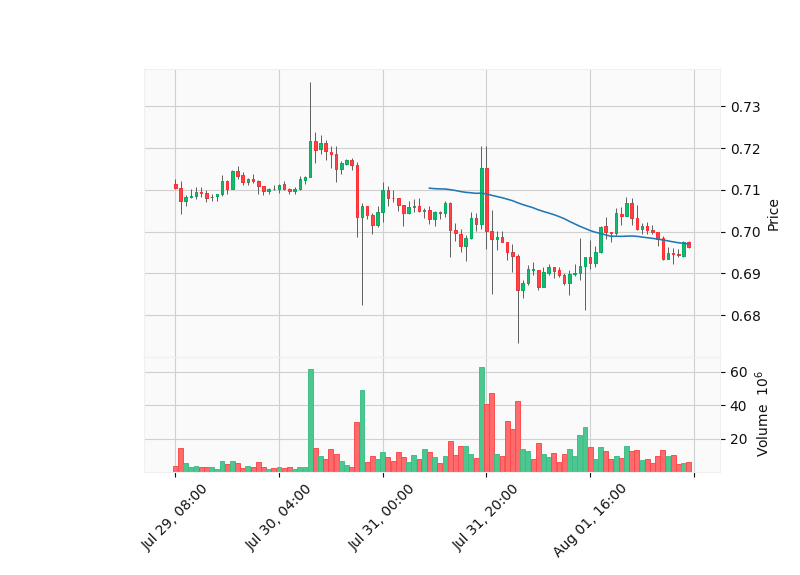 0.73
0.72
0.71
0.70
0.69
0.68
Price
60
40
20
Volume 10^6
Jul 29, 08:00
Jul 30, 04:00
Jul 31, 00:00
Jul 31, 20:00
Aug 01, 16:00